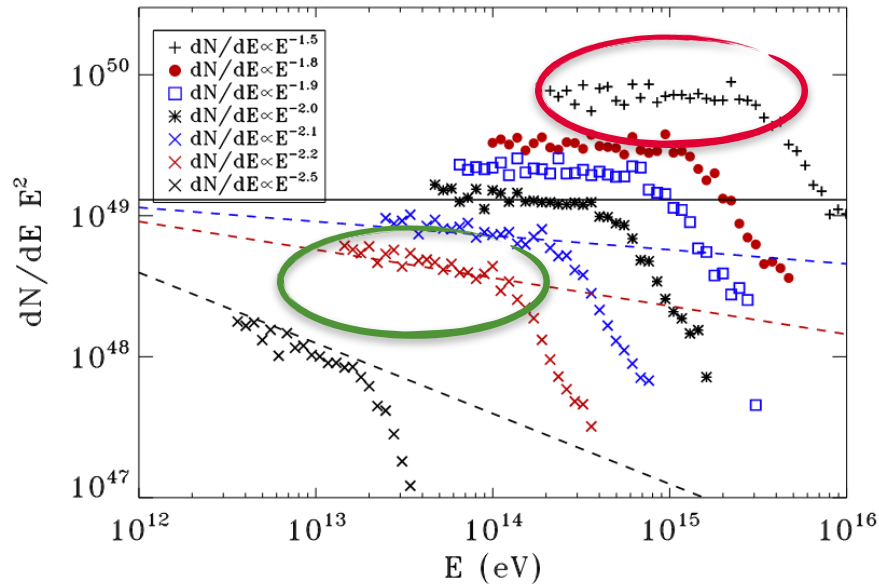 10^50
10^49
10^48
10^47
dN/dE E^2
dN/dE∝E^-1.5
dN/dE∝E^-1.8
dN/dE∝E^-1.9
dN/dE∝E^-2.0
dN/dE∝E^-2.1
dN/dE∝E^-2.2
dN/dE∝E^-2.5
10^12 10^13 10^14 10^15 10^16
E (eV)